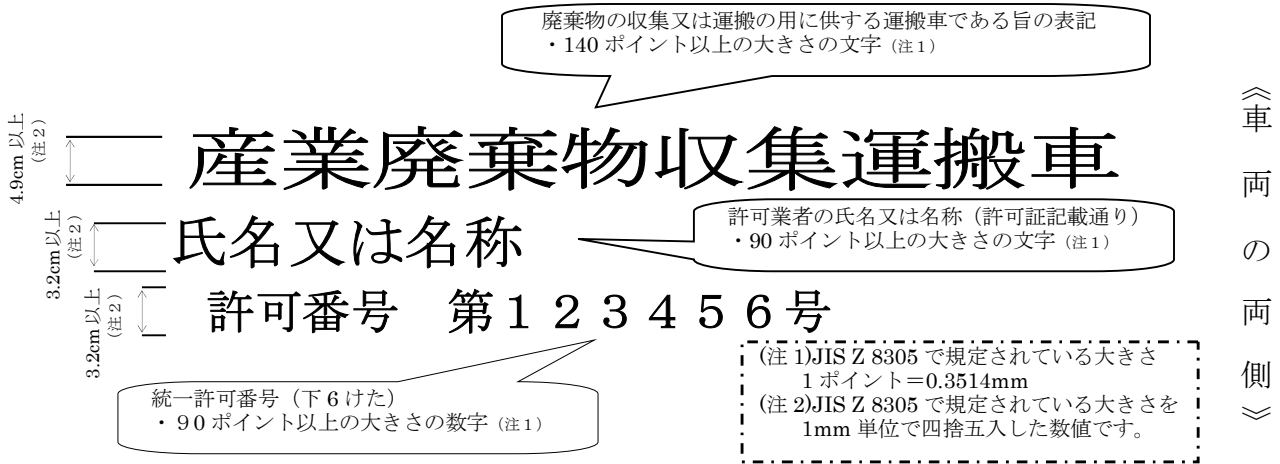 廃棄物の収集又は運搬の用に供する運搬車である旨の表記
・140 ポイント以上の大きさの文字（注１）
4.9cm 以上
（注２）
産業廃棄物収集運搬車
3.2cm 以上
（注２）
氏名又は名称
許可業者の氏名又は名称（許可証記載通り）
・90 ポイント以上の大きさの文字（注１）
3.2cm 以上
（注２）
許可番号　第１２３４５６号
統一許可番号（下６けた）
・９0 ポイント以上の大きさの数字（注１）
(注 1)JIS Z 8305 で規定されている大きさ
1 ポイント＝0.3514mm
(注 2)JIS Z 8305 で規定されている大きさを
1mm 単位で四捨五入した数値です。
《車両の両側》